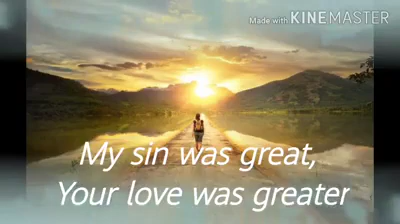 Made with KINEMASTER
My sin was great,
Your love was greater